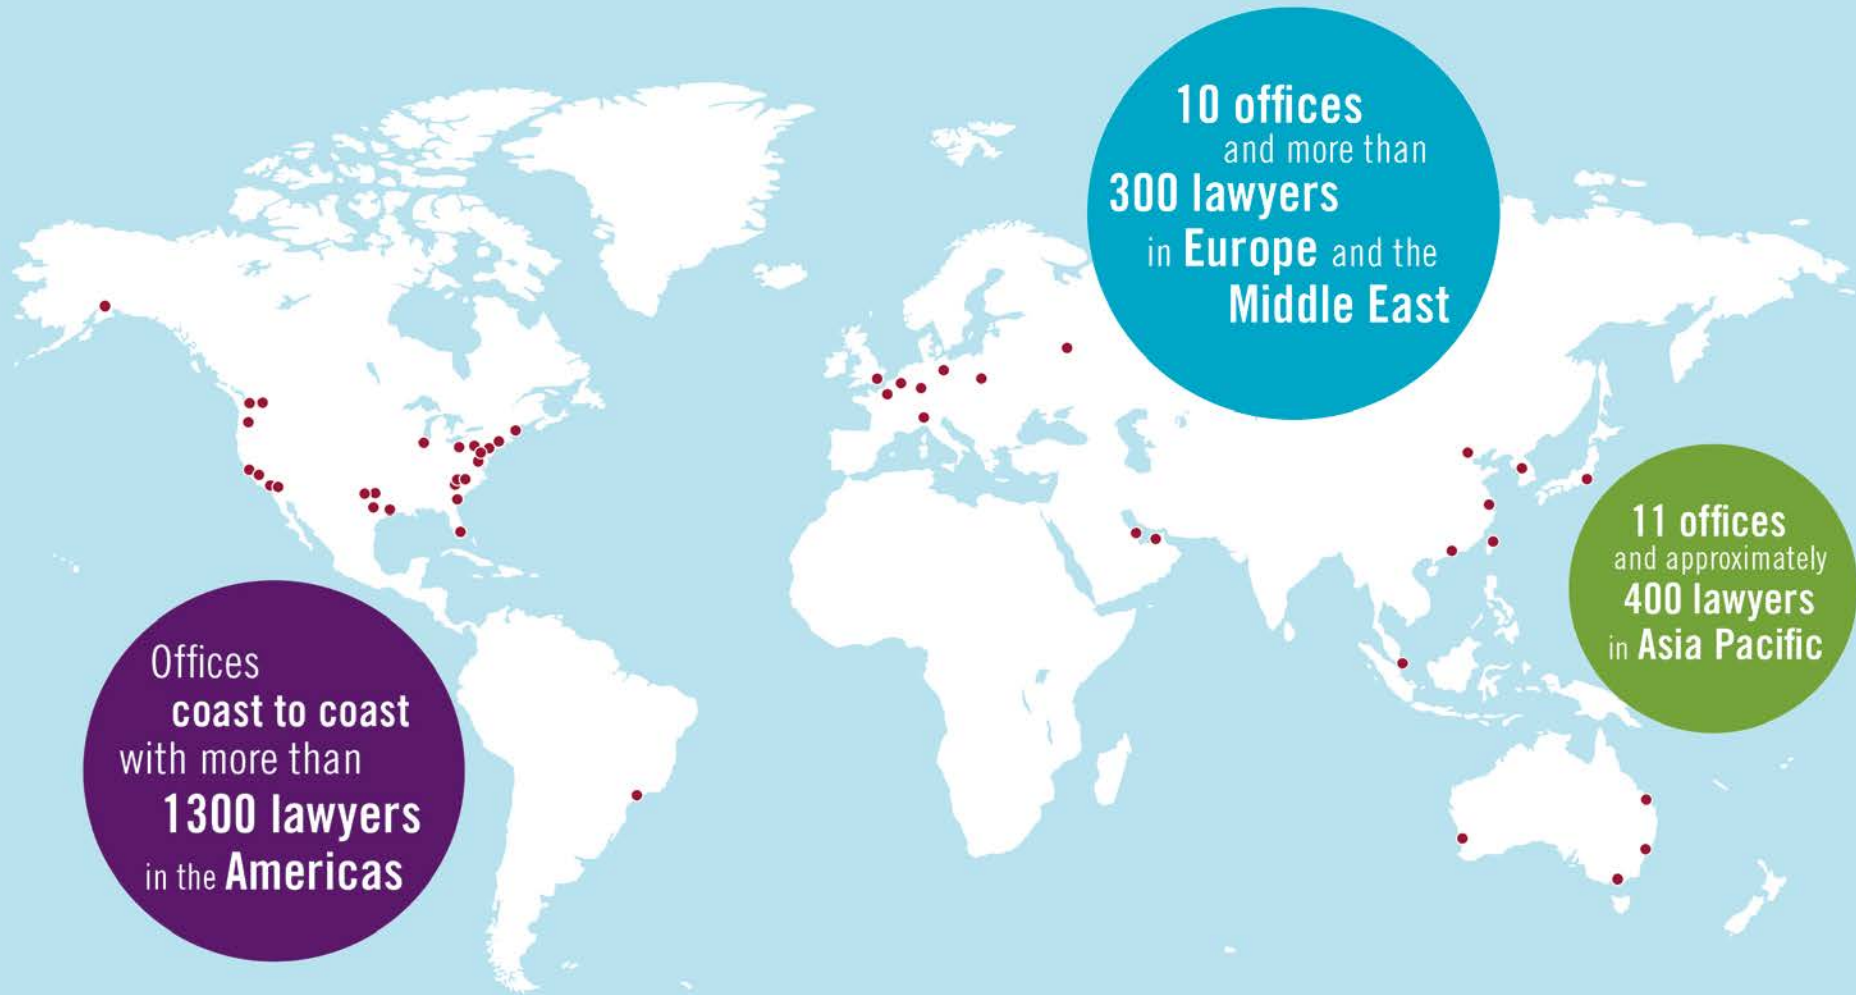 10 offices
and more than
300 lawyers
in Europe and the
Middle East
11 offices
and approximately
400 lawyers
in Asia Pacific
Offices
coast to coast
with more than
1300 lawyers
in the Americas